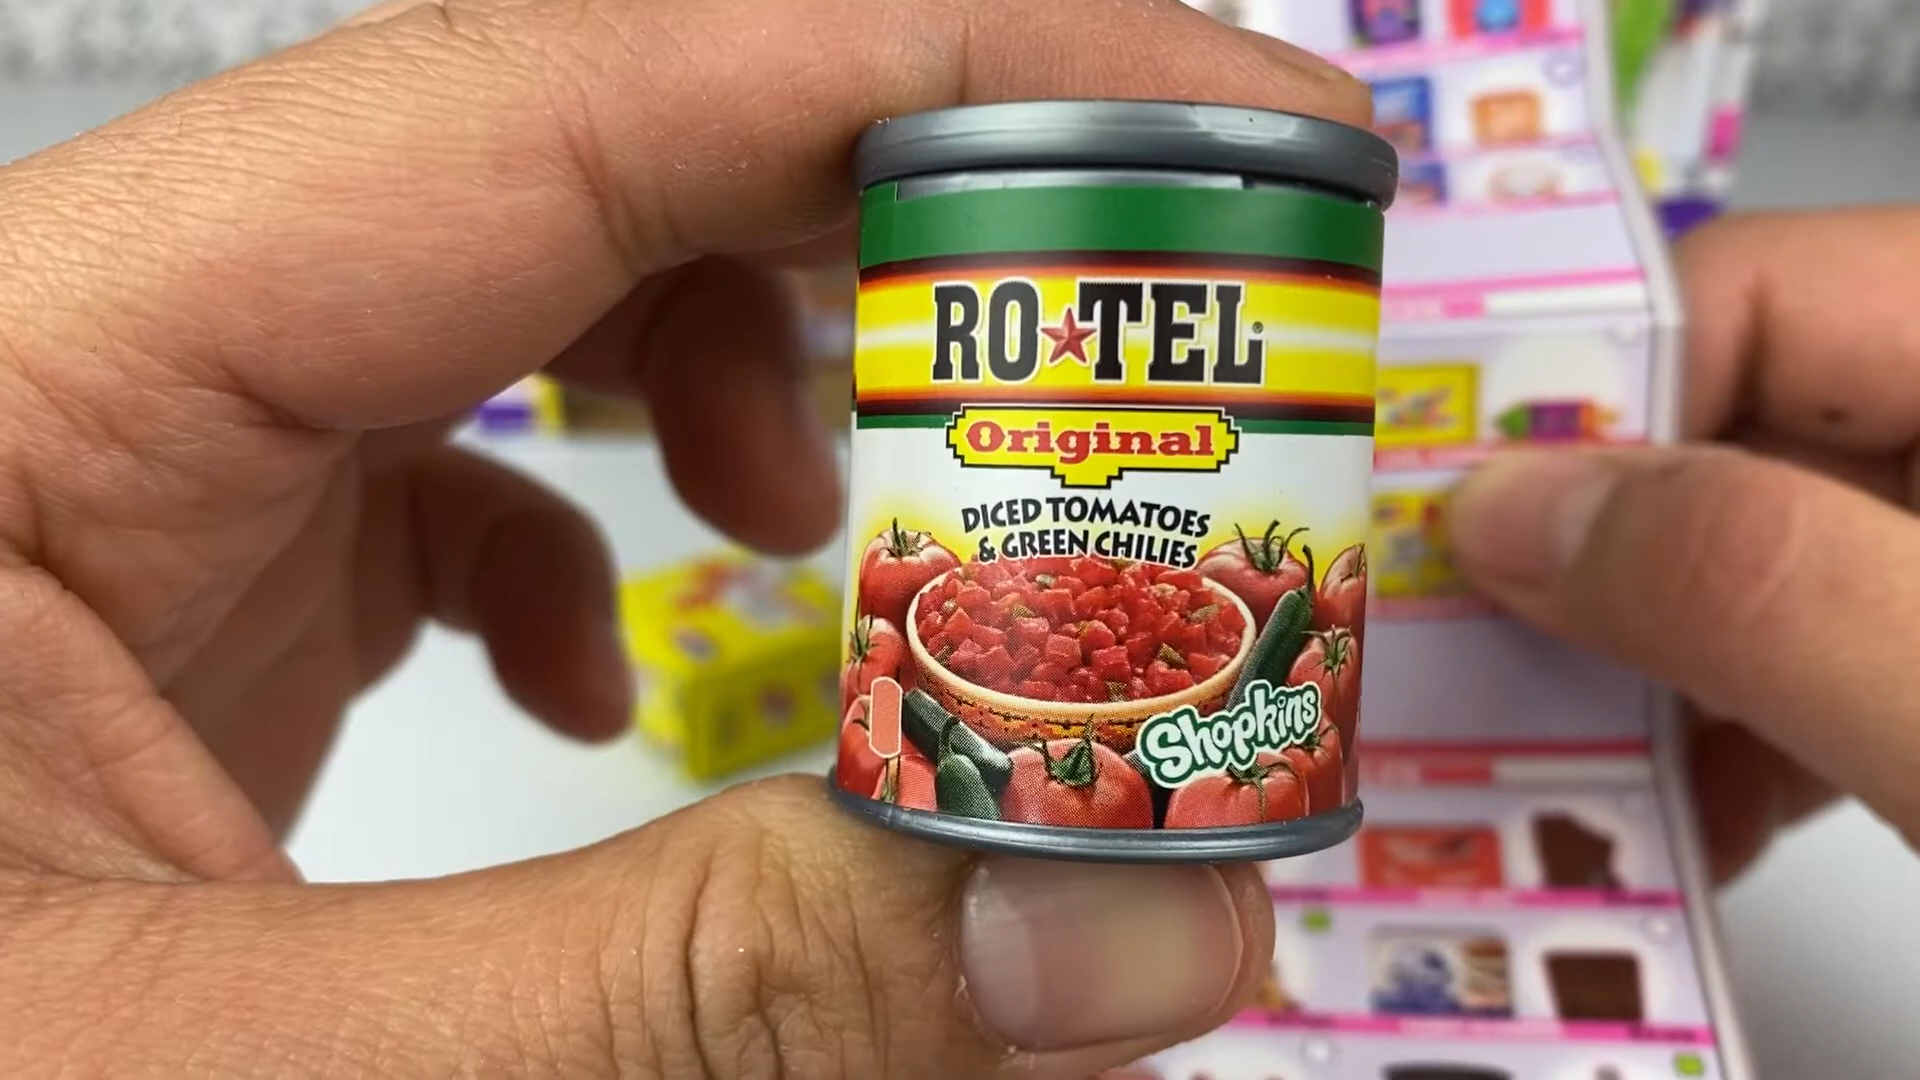 RO★TEL®
Original
DICED TOMATOES
& GREEN CHILIES
Shopkins